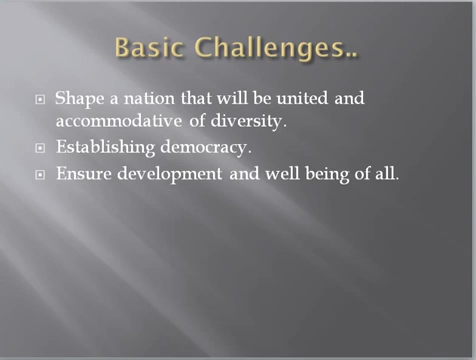 Basic Challenges..
Shape a nation that will be united and
accommodative of diversity.
Establishing democracy.
Ensure development and well being of all.